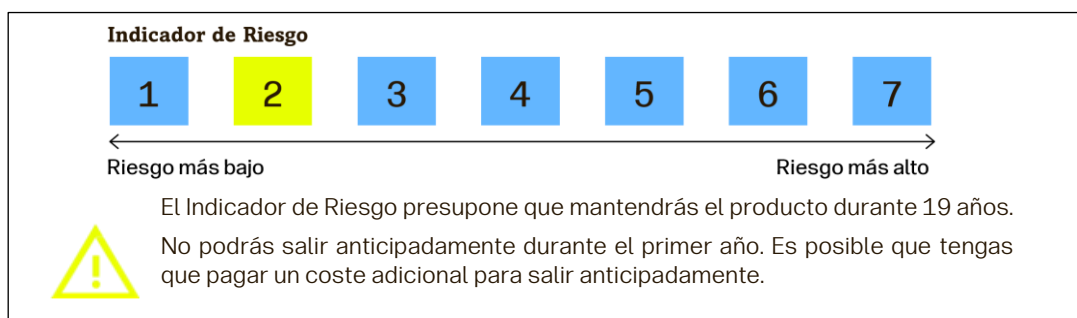 Indicador de Riesgo
1 2 3 4 5 6 7
Riesgo más bajo Riesgo más alto
El Indicador de Riesgo presupone que mantendrás el producto durante 19 años.
No podrás salir anticipadamente durante el primer año. Es posible que tengas
que pagar un coste adicional para salir anticipadamente.
!